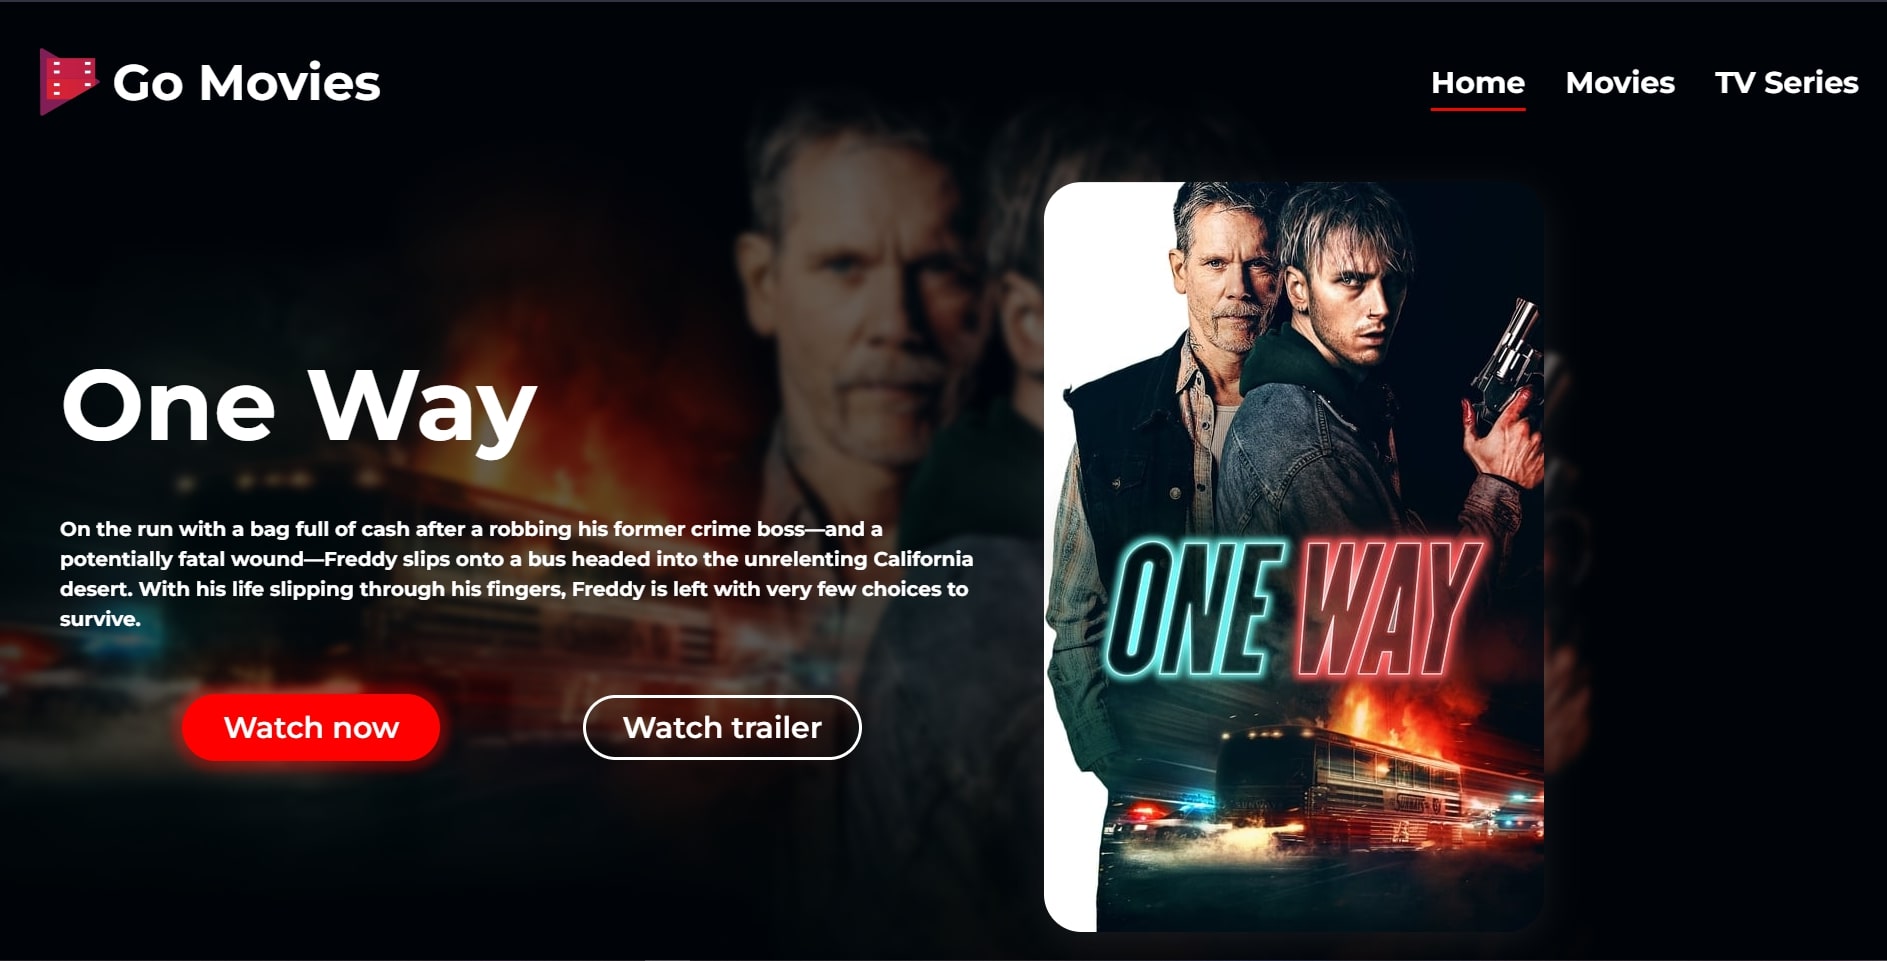 Go Movies
Home Movies TV Series
One Way
On the run with a bag full of cash after a robbing his former crime boss—and a
potentially fatal wound—Freddy slips onto a bus headed into the unrelenting California
desert. With his life slipping through his fingers, Freddy is left with very few choices to
survive.
Watch now
Watch trailer
ONE WAY